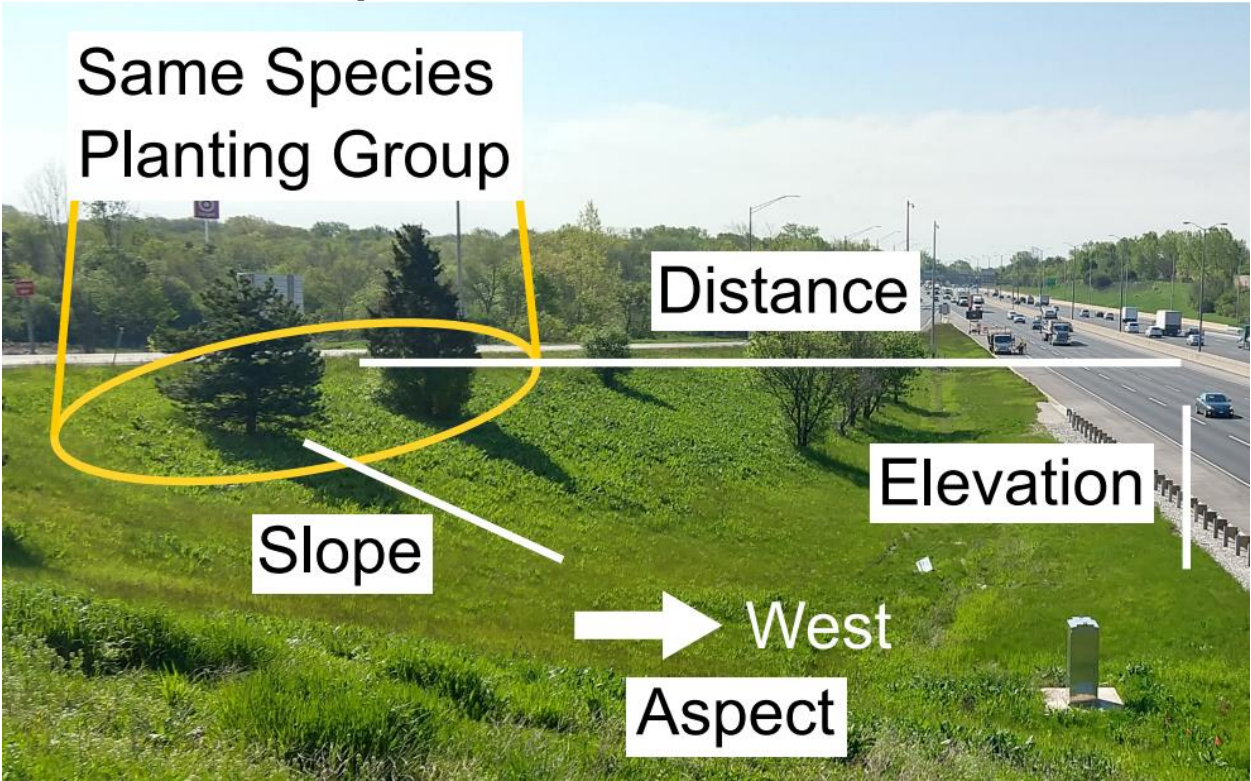 Same Species
Planting Group
Distance
Elevation
Slope
West
Aspect